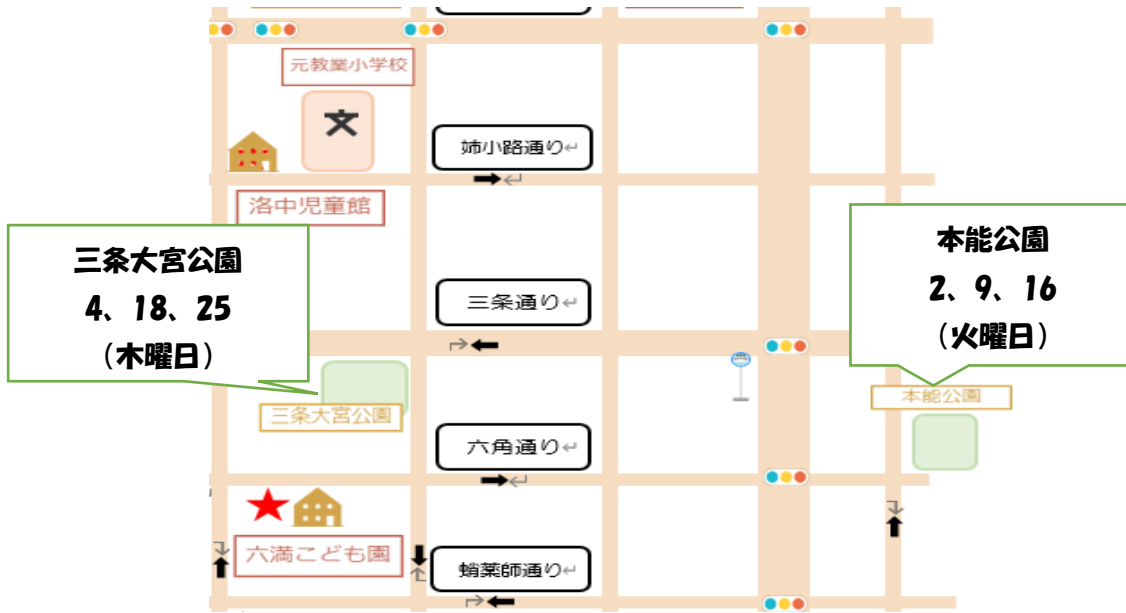 元教業小学校
文
姉小路通り↵
洛中児童館
三条大宮公園
4、18、25
(木曜日)
本能公園
2、9、16
(火曜日)
三条通り↵
三条大宮公園
本能公園
六角通り↵
六満こども園
蛸薬師通り↵